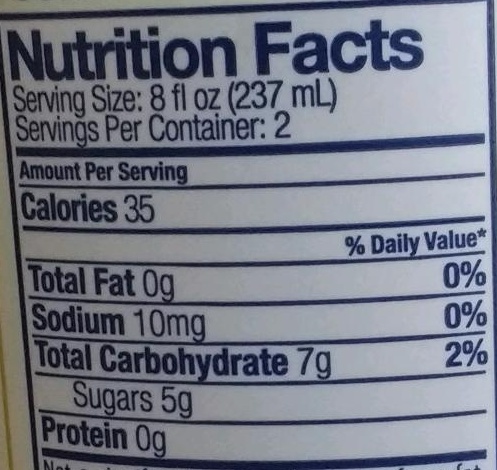 Nutrition Facts
Serving Size: 8 fl oz (237 mL)
Servings Per Container: 2
Amount Per Serving
Calories 35
% Daily Value*
Total Fat 0g 0%
Sodium 10mg 0%
Total Carbohydrate 7g 2%
Sugars 5g
Protein 0g